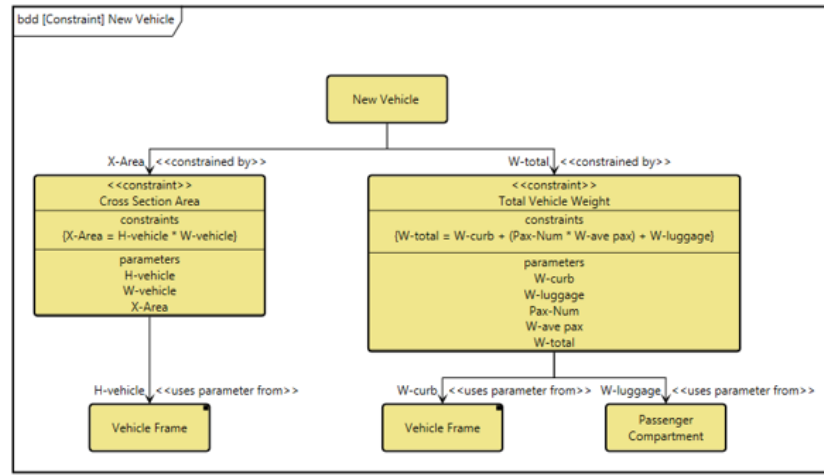 bdd [Constraint] New Vehicle
New Vehicle
X-Area <<constrained by>>
W-total <<constrained by>>
<<constraint>>
Cross Section Area
constraints
{X-Area = H-vehicle * W-vehicle}
parameters
H-vehicle
W-vehicle
X-Area
<<constraint>>
Total Vehicle Weight
constraints
{W-total = W-curb + (Pax-Num * W-ave pax) + W-luggage}
parameters
W-curb
W-luggage
Pax-Num
W-ave pax
W-total
H-vehicle <<uses parameter from>>
W-curb <<uses parameter from>>
W-luggage <<uses parameter from>>
Vehicle Frame
Vehicle Frame
Passenger
Compartment